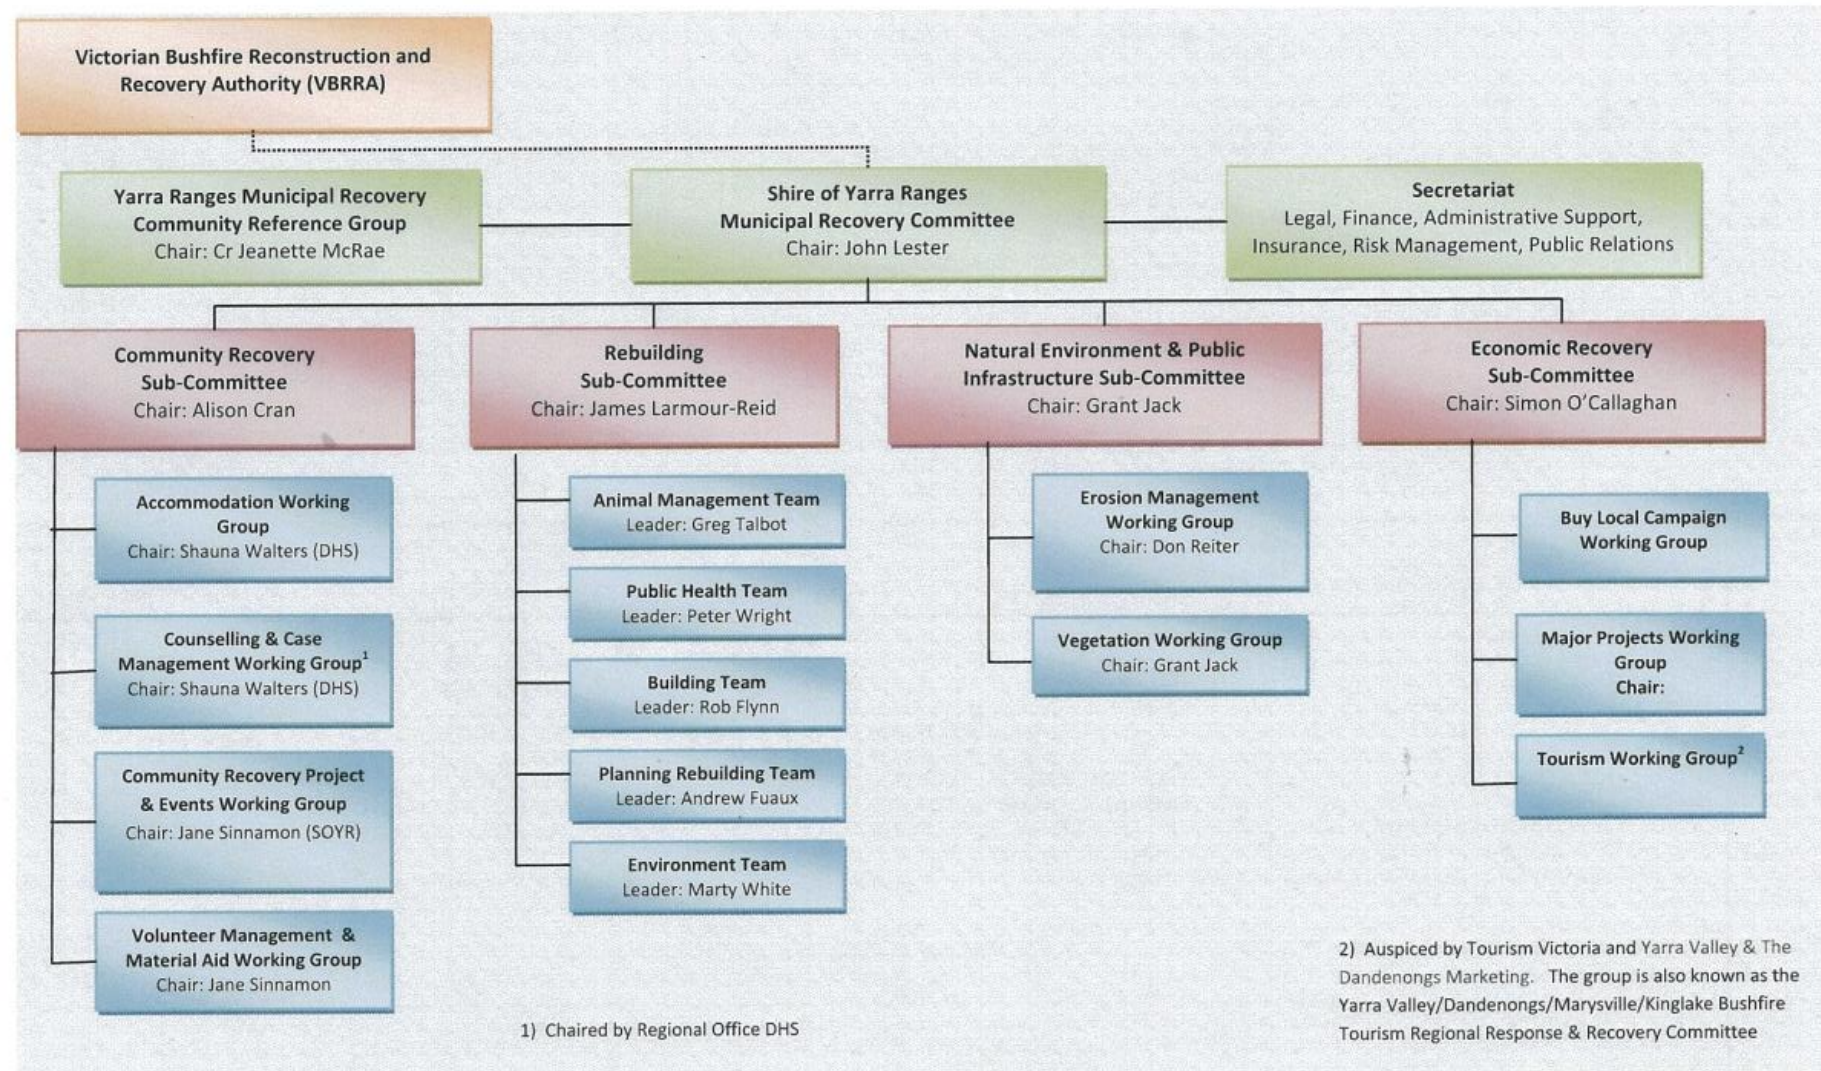 Victorian Bushfire Reconstruction and
Recovery Authority (VBRRA)
Yarra Ranges Municipal Recovery
Community Reference Group
Chair: Cr Jeanette McRae
Shire of Yarra Ranges
Municipal Recovery Committee
Chair: John Lester
Secretariat
Legal, Finance, Administrative Support,
Insurance, Risk Management, Public Relations
Community Recovery
Sub-Committee
Chair: Alison Cran
Rebuilding
Sub-Committee
Chair: James Larmour-Reid
Natural Environment & Public
Infrastructure Sub-Committee
Chair: Grant Jack
Economic Recovery
Sub-Committee
Chair: Simon O'Callaghan
Accommodation Working
Group
Chair: Shauna Walters (DHS)
Counselling & Case
Management Working Group¹
Chair: Shauna Walters (DHS)
Community Recovery Project
& Events Working Group
Chair: Jane Sinnamon (SOYR)
Volunteer Management &
Material Aid Working Group
Chair: Jane Sinnamon
Animal Management Team
Leader: Greg Talbot
Public Health Team
Leader: Peter Wright
Building Team
Leader: Rob Flynn
Planning Rebuilding Team
Leader: Andrew Fuaux
Environment Team
Leader: Marty White
Erosion Management
Working Group
Chair: Don Reiter
Vegetation Working Group
Chair: Grant Jack
Buy Local Campaign
Working Group
Major Projects Working
Group
Chair:
Tourism Working Group²
1) Chaired by Regional Office DHS
2) Auspiced by Tourism Victoria and Yarra Valley & The
Dandenongs Marketing. The group is also known as the
Yarra Valley/Dandenongs/Marysville/Kinglake Bushfire
Tourism Regional Response & Recovery Committee